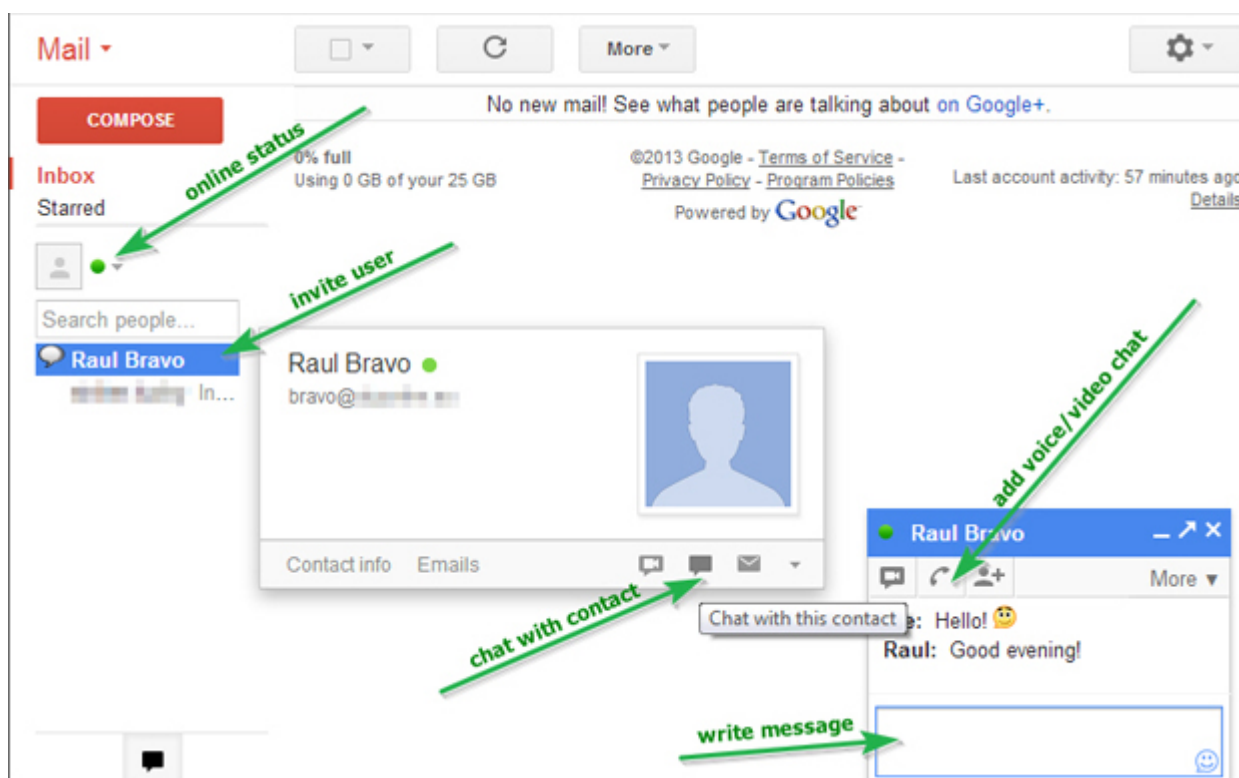 Mail
More
COMPOSE
No new mail! See what people are talking about on Google+.
online status
Inbox
Starred
0% full
Using 0 GB of your 25 GB
©2013 Google - Terms of Service -
Privacy Policy - Program Policies
Powered by Google
Last account activity: 57 minutes ago
Details
invite user
Search people...
Raul Bravo
In...
Raul Bravo
bravo@
Contact info Emails
chat with contact
Chat with this contact
add voice/video chat
Raul Bravo
More
Hello!
Raul: Good evening!
write message